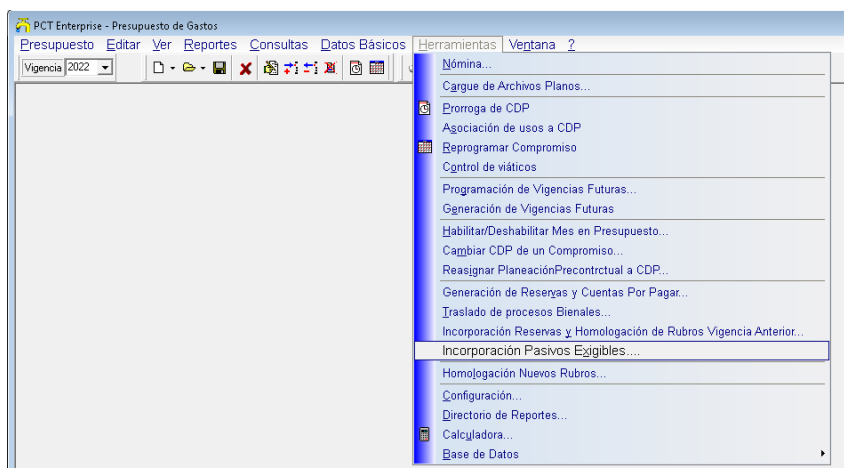 PCT Enterprise - Presupuesto de Gastos
Presupuesto Editar Ver Reportes Consultas Datos Básicos Herramientas Ventana ?
Vigencia 2022
Nómina...
Cargue de Archivos Planos...
Prorroga de CDP
Asociación de usos a CDP
Reprogramar Compromiso
Control de viáticos
Programación de Vigencias Futuras...
Generación de Vigencias Futuras
Habilitar/Deshabilitar Mes en Presupuesto...
Cambiar CDP de un Compromiso...
Reasignar PlaneaciónPrecontrctual a CDP...
Generación de Reservas y Cuentas Por Pagar...
Traslado de procesos Bienales...
Incorporación Reservas y Homologación de Rubros Vigencia Anterior...
Incorporación Pasivos Exigibles....
Homologación Nuevos Rubros...
Configuración...
Directorio de Reportes...
Calculadora...
Base de Datos